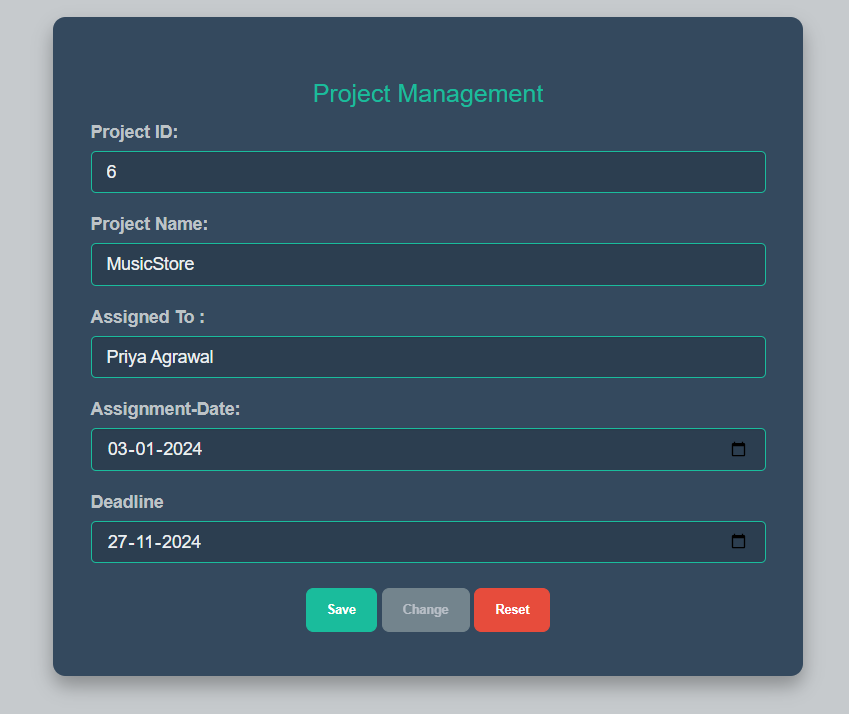 Project Management
Project ID:
6
Project Name:
MusicStore
Assigned To :
Priya Agrawal
Assignment-Date:
03-01-2024
Deadline
27-11-2024
Save Change Reset